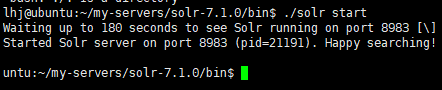 lhj@ubuntu:~/my-servers/solr-7.1.0/bin$ ./solr start
Waiting up to 180 seconds to see Solr running on port 8983 [\]
Started Solr server on port 8983 (pid=21191). Happy searching!
untu:~/my-servers/solr-7.1.0/bin$